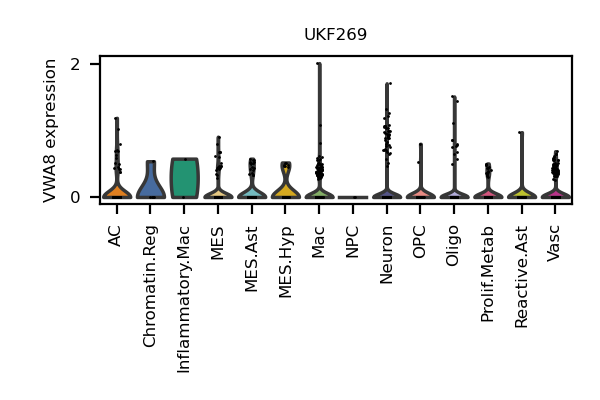 UKF269
VWA8 expression
2
0
AC
Chromatin.Reg
Inflammatory.Mac
MES
MES.Ast
MES.Hyp
Mac
NPC
Neuron
OPC
Oligo
Prolif.Metab
Reactive.Ast
Vasc